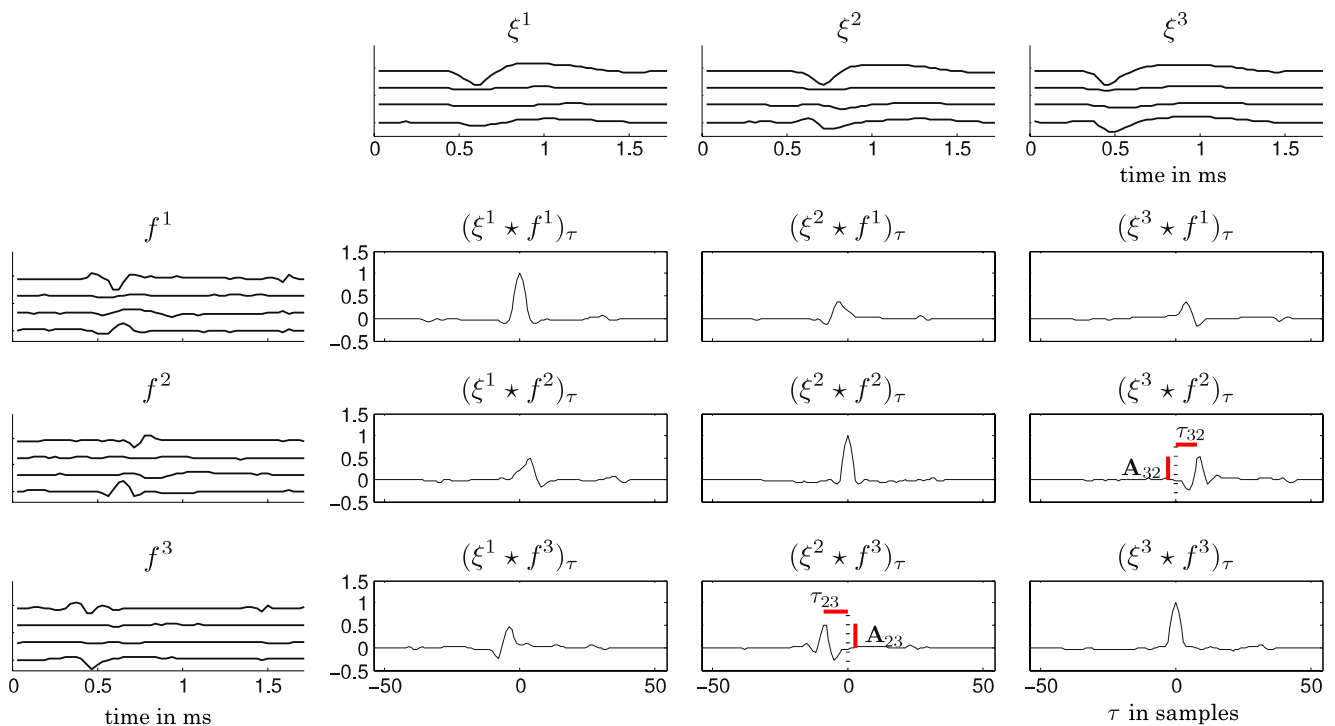 ξ¹ ξ² ξ³
0 0.5 1 1.5 0 0.5 1 1.5 0 0.5 1 1.5
time in ms
f¹ (ξ¹ ⋆ f¹)τ (ξ² ⋆ f¹)τ (ξ³ ⋆ f¹)τ
1.5
1
0.5
0
−0.5
f² (ξ¹ ⋆ f²)τ (ξ² ⋆ f²)τ (ξ³ ⋆ f²)τ
1.5
1
0.5
0
−0.5
τ₃₂
A₃₂
f³ (ξ¹ ⋆ f³)τ (ξ² ⋆ f³)τ (ξ³ ⋆ f³)τ
1.5
1
0.5
0
−0.5
τ₂₃
A₂₃
0 0.5 1 1.5 −50 0 50 −50 0 50 −50 0 50
time in ms τ in samples